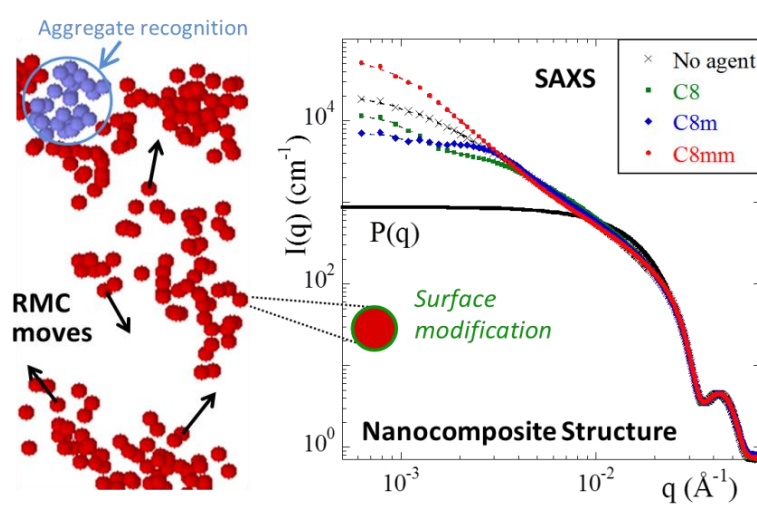 Aggregate recognition
RMC
moves
Surface
modification
SAXS
No agent
C8
C8m
C8mm
I(q) (cm⁻¹)
10⁴
10²
10⁰
P(q)
Nanocomposite Structure
10⁻³
10⁻²
q (Å⁻¹)